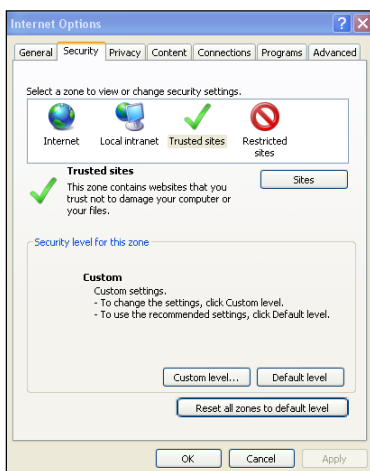 Internet Options
General Security Privacy Content Connections Programs Advanced
Select a zone to view or change security settings.
Internet Local intranet Trusted sites Restricted
sites
Trusted sites
Sites
This zone contains websites that you
trust not to damage your computer or
your files.
Security level for this zone
Custom
Custom settings.
- To change the settings, click Custom level.
- To use the recommended settings, click Default level.
Custom level... Default level
Reset all zones to default level
OK Cancel Apply